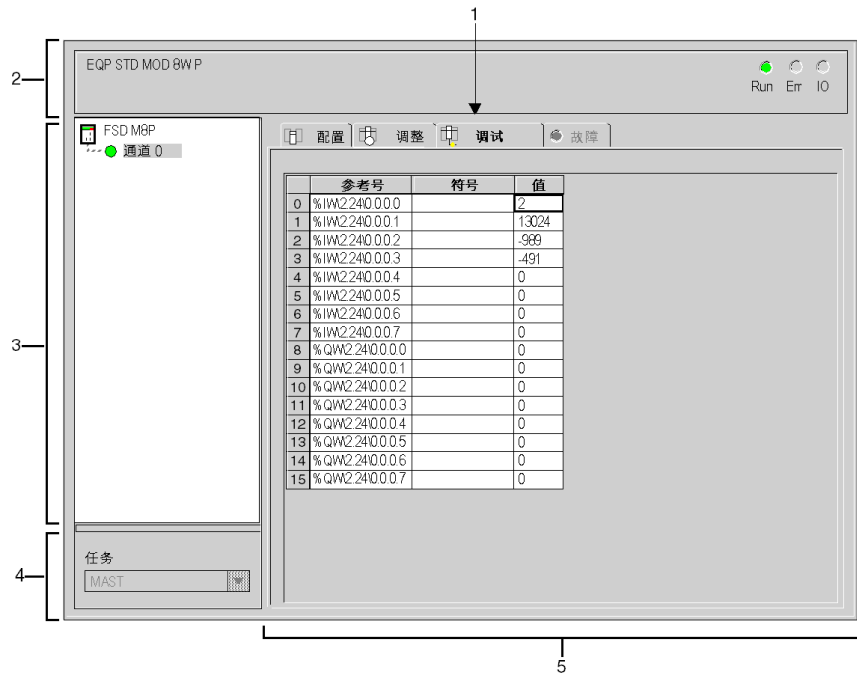 1
2
EQP STD MOD 8W P
Run Err IO
3
FSD M8P
通道 0
配置 调整 调试 故障
参考号 符号 值
0 %IW\2.24\0.0.0.0 2
1 %IW\2.24\0.0.0.1 13024
2 %IW\2.24\0.0.0.2 -989
3 %IW\2.24\0.0.0.3 -491
4 %IW\2.24\0.0.0.4 0
5 %IW\2.24\0.0.0.5 0
6 %IW\2.24\0.0.0.6 0
7 %IW\2.24\0.0.0.7 0
8 %QW\2.24\0.0.0.0 0
9 %QW\2.24\0.0.0.1 0
10 %QW\2.24\0.0.0.2 0
11 %QW\2.24\0.0.0.3 0
12 %QW\2.24\0.0.0.4 0
13 %QW\2.24\0.0.0.5 0
14 %QW\2.24\0.0.0.6 0
15 %QW\2.24\0.0.0.7 0
4
任务
MAST
5